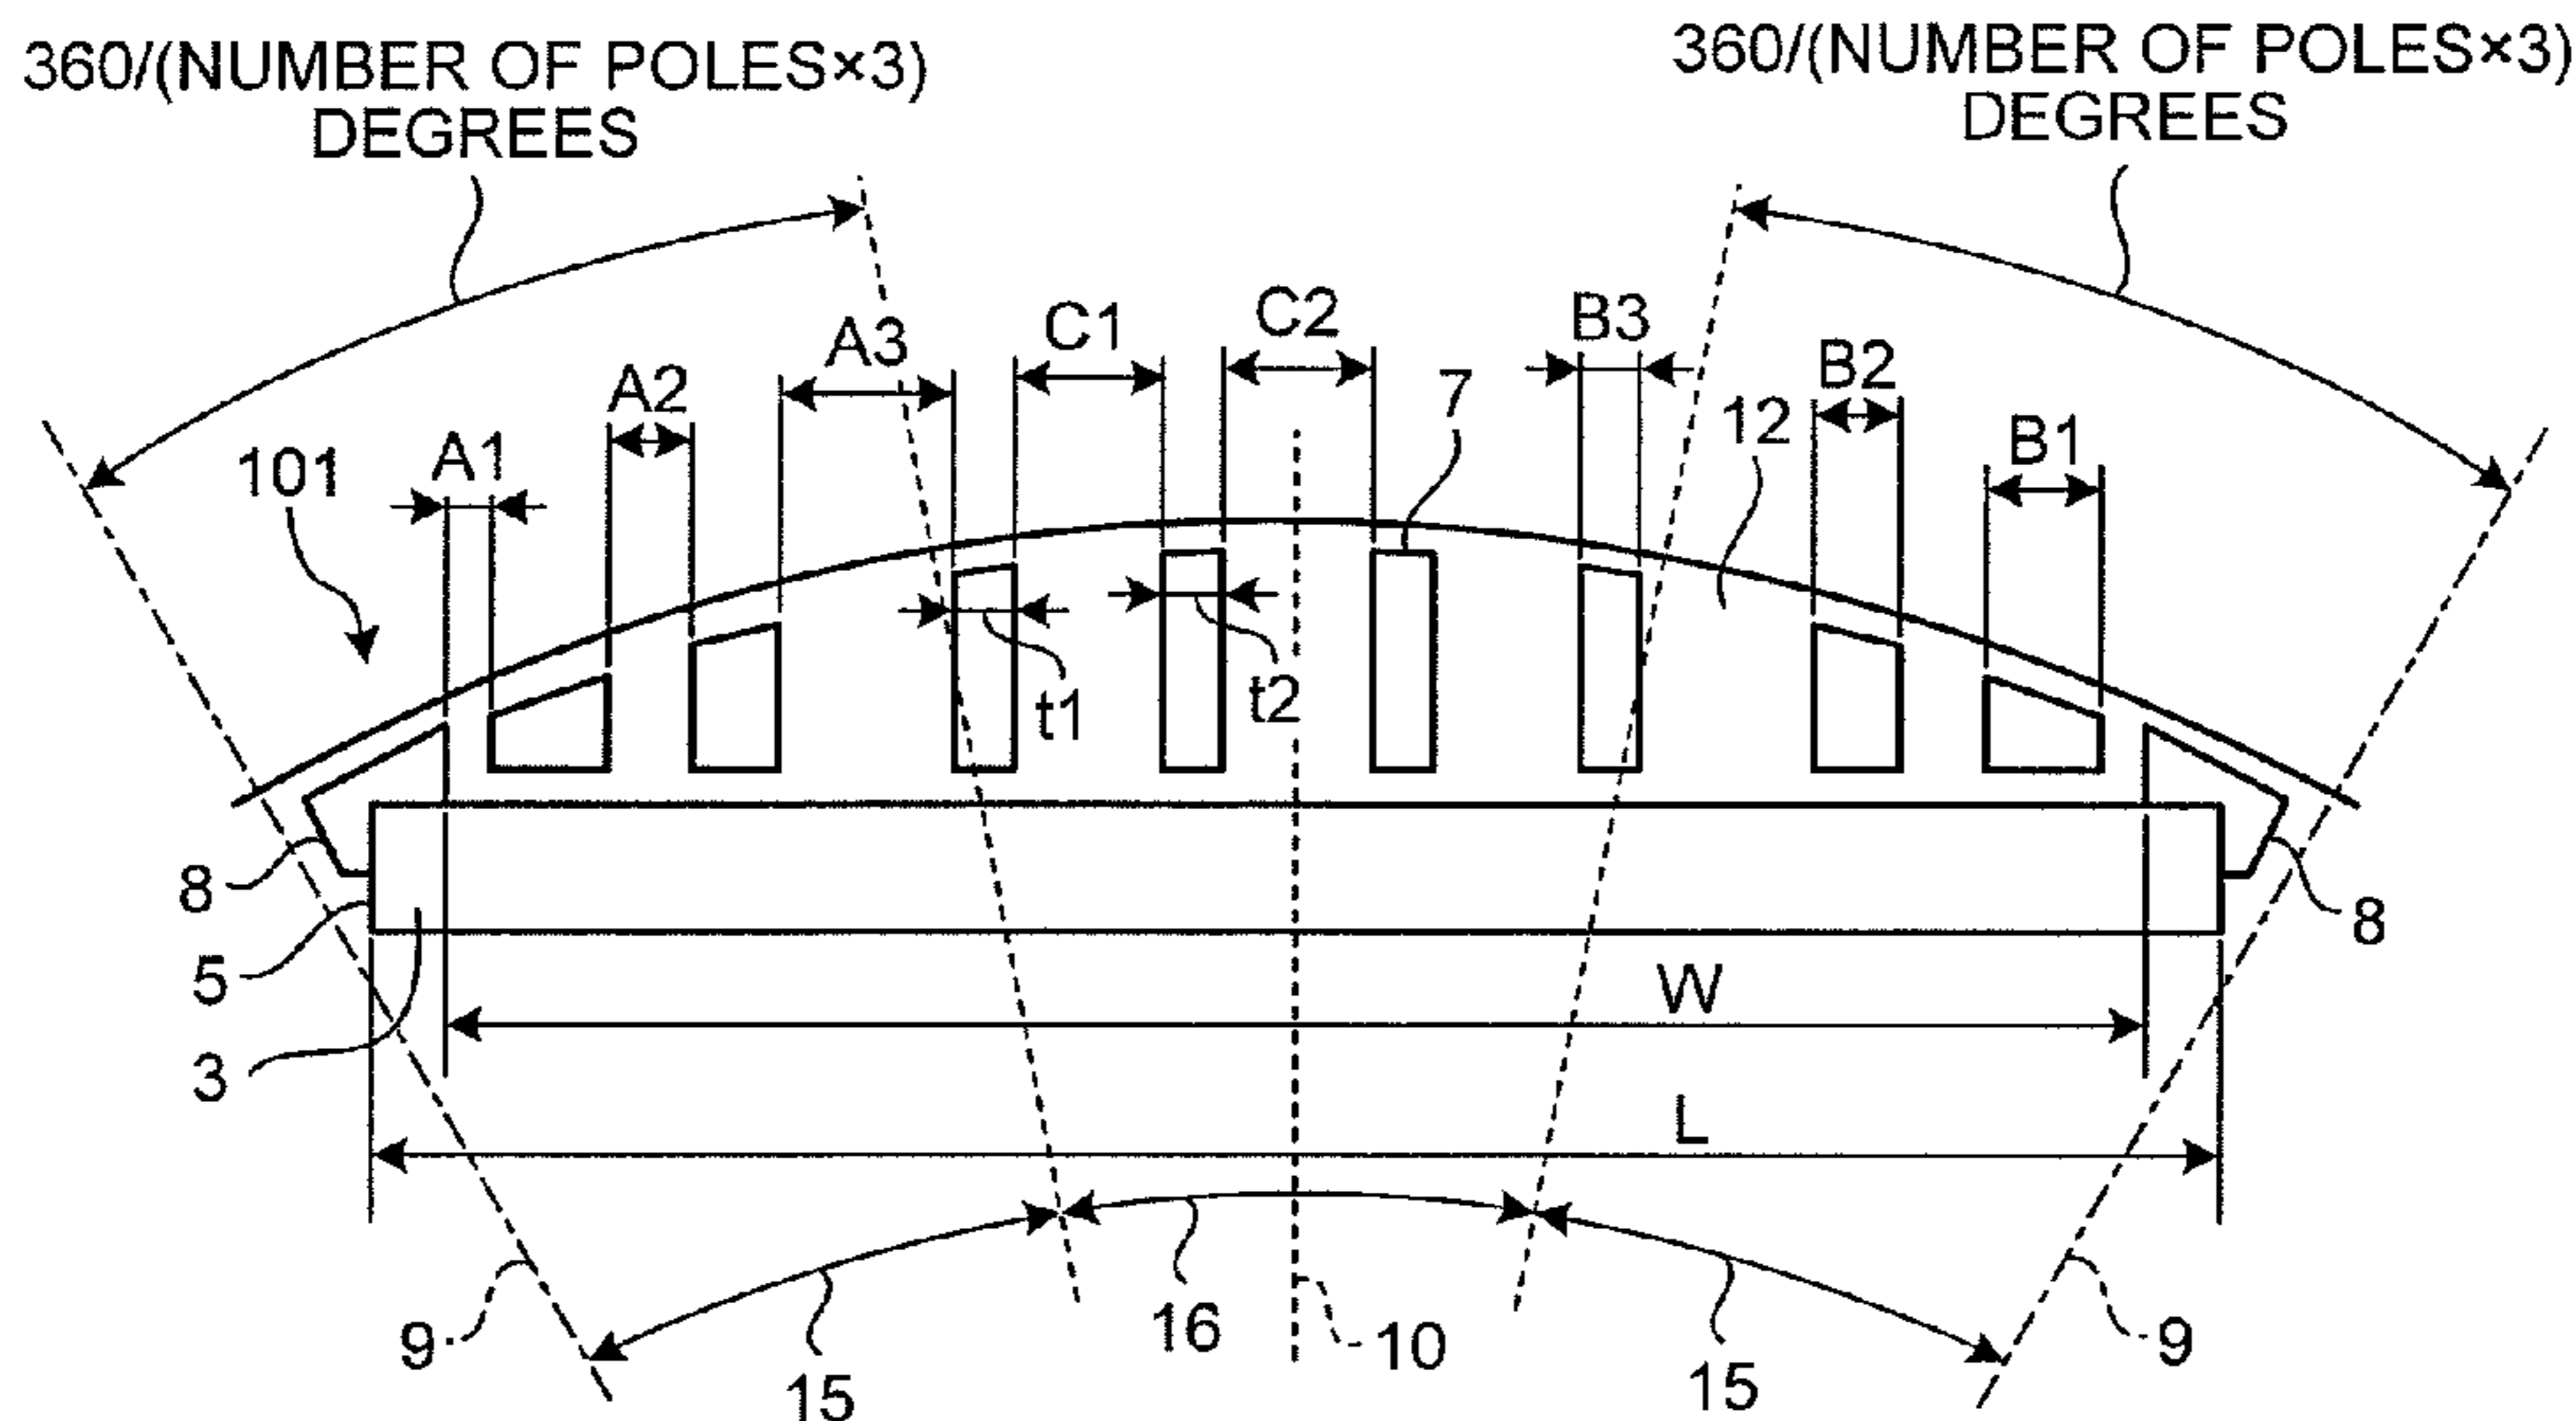 360/(NUMBER OF POLES×3)
DEGREES
360/(NUMBER OF POLES×3)
DEGREES
A1
A2
A3
C1
C2
7
B3
12
B2
B1
101
t1
t2
8
5
3
8
W
L
9
15
16
10
15
9